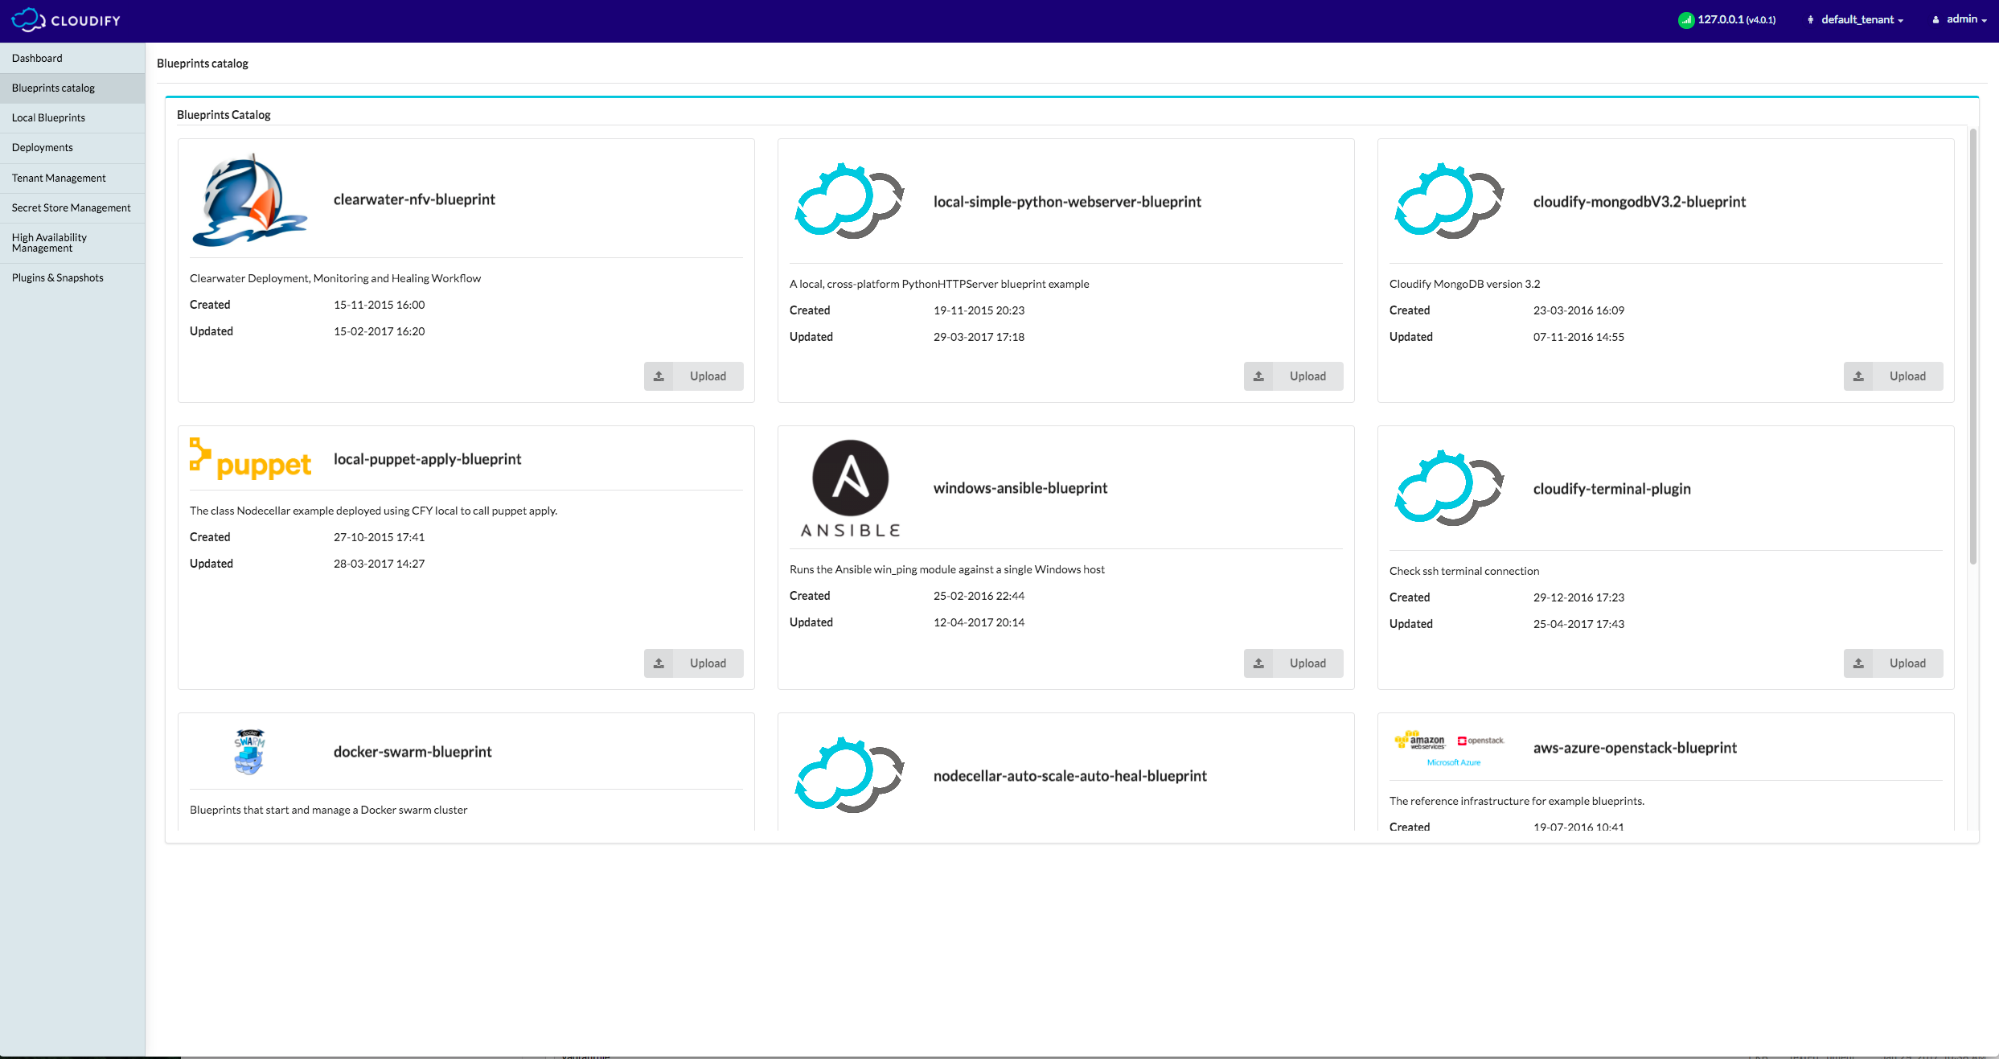 CLOUDIFY
127.0.0.1 (v4.0.1)
default_tenant
admin
Dashboard
Blueprints catalog
Local Blueprints
Deployments
Tenant Management
Secret Store Management
High Availability
Management
Plugins & Snapshots
Blueprints catalog
Blueprints Catalog
clearwater-nfv-blueprint
Clearwater Deployment, Monitoring and Healing Workflow
Created 15-11-2015 16:00
Updated 15-02-2017 16:20
Upload
local-simple-python-webserver-blueprint
A local, cross-platform PythonHTTPServer blueprint example
Created 19-11-2015 20:23
Updated 29-03-2017 17:18
Upload
cloudify-mongodbV3.2-blueprint
Cloudify MongoDB version 3.2
Created 23-03-2016 16:09
Updated 07-11-2016 14:55
Upload
puppet
local-puppet-apply-blueprint
The class Nodecellar example deployed using CFY local to call puppet apply.
Created 27-10-2015 17:41
Updated 28-03-2017 14:27
Upload
ANSIBLE
windows-ansible-blueprint
Runs the Ansible win_ping module against a single Windows host
Created 25-02-2016 22:44
Updated 12-04-2017 20:14
Upload
cloudify-terminal-plugin
Check ssh terminal connection
Created 29-12-2016 17:23
Updated 25-04-2017 17:43
Upload
SWARM
docker-swarm-blueprint
Blueprints that start and manage a Docker swarm cluster
nodecellar-auto-scale-auto-heal-blueprint
amazon
webservices
openstack
Microsoft Azure
aws-azure-openstack-blueprint
The reference infrastructure for example blueprints.
Created 19-07-2016 10:41